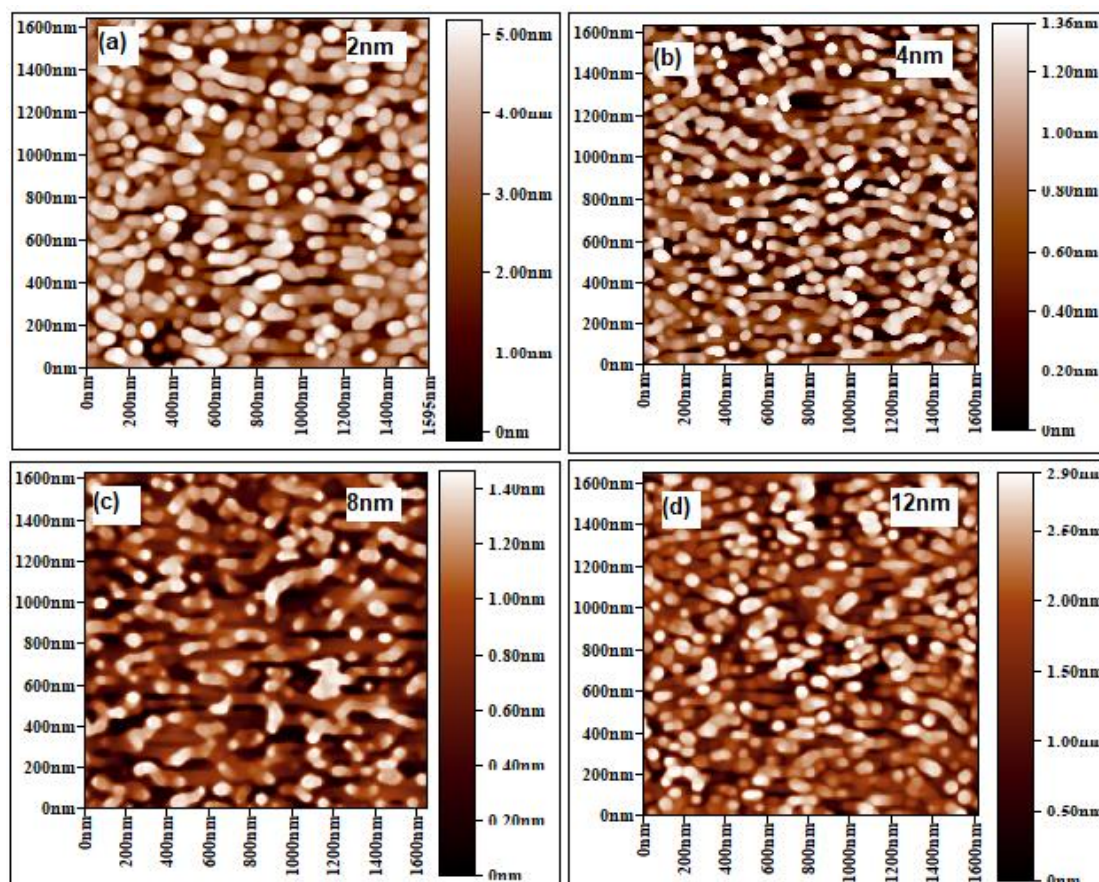 (a)
2nm
1600nm
1400nm
1200nm
1000nm
800nm
600nm
400nm
200nm
0nm
0nm
200nm
400nm
600nm
800nm
1000nm
1200nm
1400nm
1595nm
5.00nm
4.00nm
3.00nm
2.00nm
1.00nm
0nm
(b)
4nm
1600nm
1400nm
1200nm
1000nm
800nm
600nm
400nm
200nm
0nm
0nm
200nm
400nm
600nm
800nm
1000nm
1200nm
1400nm
1600nm
1.36nm
1.20nm
1.00nm
0.80nm
0.60nm
0.40nm
0.20nm
0nm
(c)
8nm
1600nm
1400nm
1200nm
1000nm
800nm
600nm
400nm
200nm
0nm
0nm
200nm
400nm
600nm
800nm
1000nm
1200nm
1400nm
1600nm
1.40nm
1.20nm
1.00nm
0.80nm
0.60nm
0.40nm
0.20nm
0nm
(d)
12nm
1600nm
1400nm
1200nm
1000nm
800nm
600nm
400nm
200nm
0nm
0nm
200nm
400nm
600nm
800nm
1000nm
1200nm
1400nm
1600nm
2.90nm
2.50nm
2.00nm
1.50nm
1.00nm
0.50nm
0nm